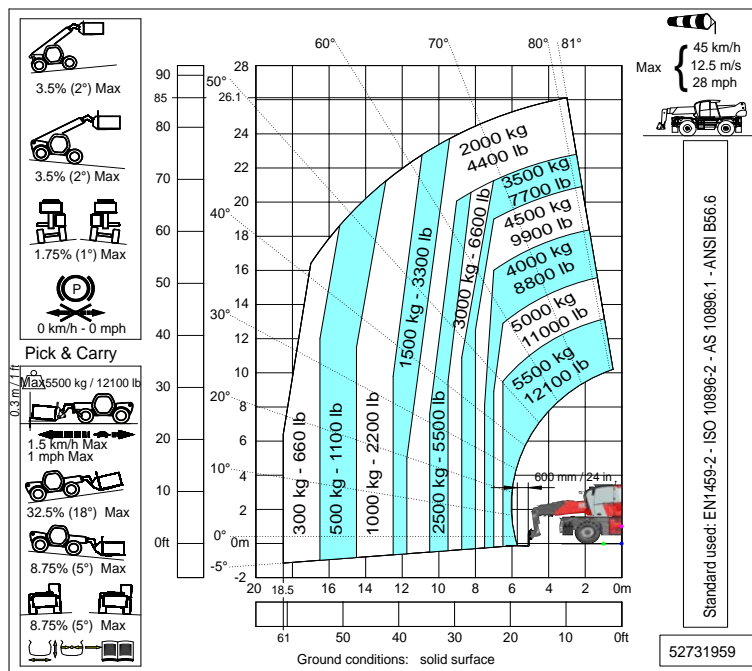 3.5% (2°) Max
3.5% (2°) Max
1.75% (1°) Max
P
0 km/h - 0 mph
Pick & Carry
0.3 m / 1 ft
Max 5500 kg / 12100 lb
1.5 km/h Max
1 mph Max
32.5% (18°) Max
8.75% (5°) Max
8.75% (5°) Max
90
85
80
70
60
50
40
30
20
10
0ft
28
26.1
24
22
20
18
16
14
12
10
8
6
4
2
0m
-2
60°
70°
80°
81°
50°
40°
30°
20°
10°
0°
-5°
2000 kg
4400 lb
3500 kg
7700 lb
4500 kg
9900 lb
4000 kg
8800 lb
5000 kg
11000 lb
5500 kg
12100 lb
300 kg - 660 lb
500 kg - 1100 lb
1000 kg - 2200 lb
1500 kg - 3300 lb
2500 kg - 5500 lb
3000 kg - 6600 lb
600 mm / 24 in
20
18.5
16
14
12
10
8
6
4
2
0m
61
50
40
30
20
10
0ft
Ground conditions: solid surface
Max
45 km/h
12.5 m/s
28 mph
Standard used: EN1459-2 - ISO 10896-2 - AS 10896.1 - ANSI B56.6
52731959